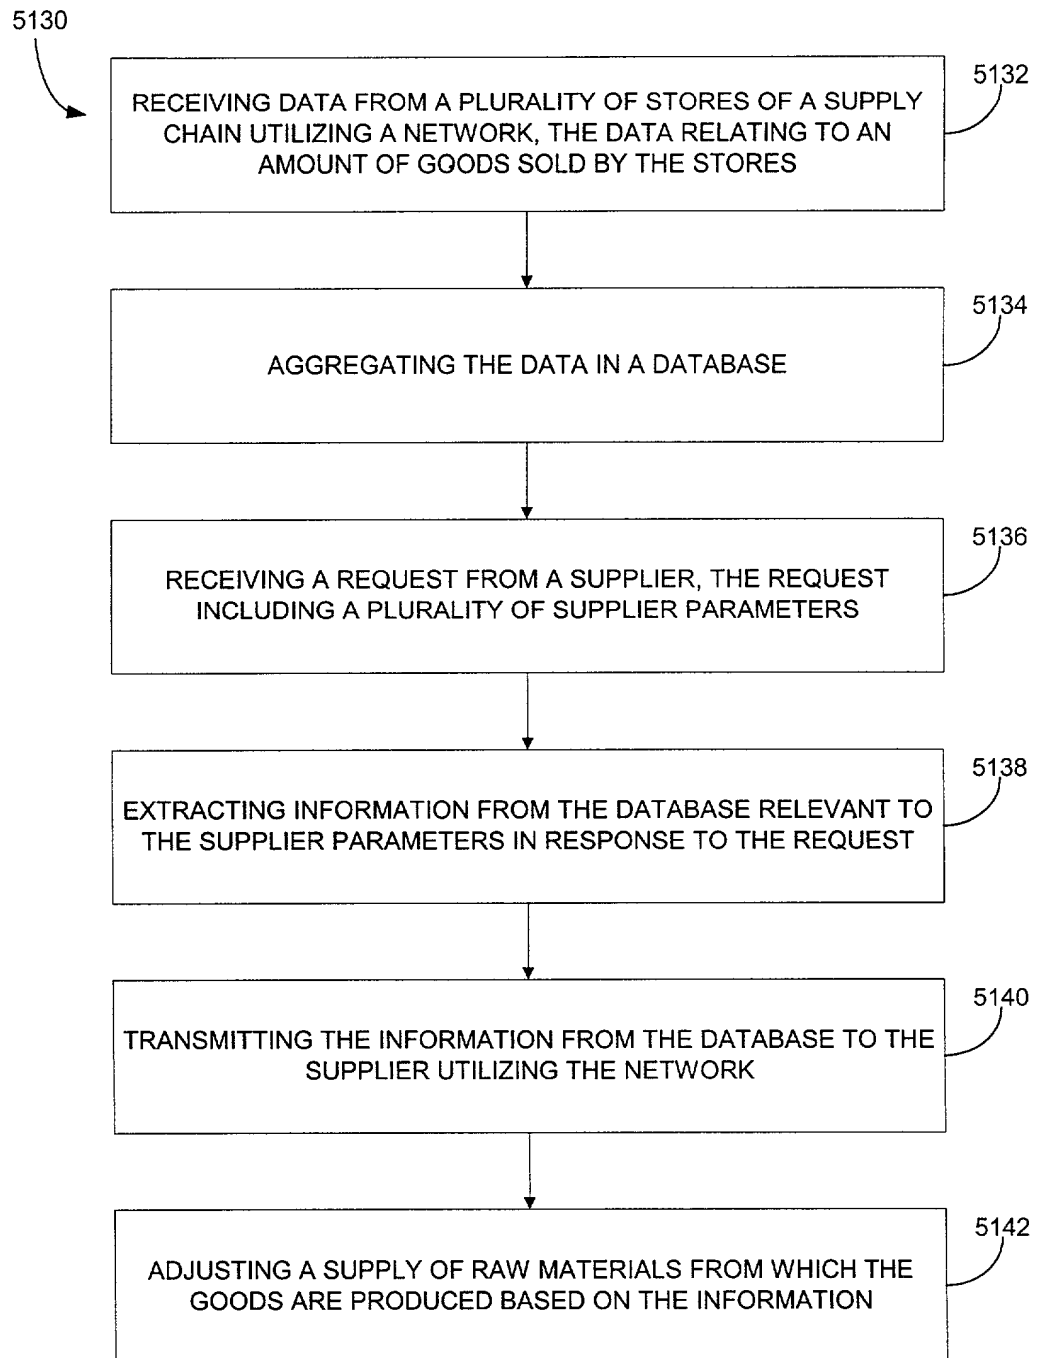 5130
5132
RECEIVING DATA FROM A PLURALITY OF STORES OF A SUPPLY
CHAIN UTILIZING A NETWORK, THE DATA RELATING TO AN
AMOUNT OF GOODS SOLD BY THE STORES
5134
AGGREGATING THE DATA IN A DATABASE
5136
RECEIVING A REQUEST FROM A SUPPLIER, THE REQUEST
INCLUDING A PLURALITY OF SUPPLIER PARAMETERS
5138
EXTRACTING INFORMATION FROM THE DATABASE RELEVANT TO
THE SUPPLIER PARAMETERS IN RESPONSE TO THE REQUEST
5140
TRANSMITTING THE INFORMATION FROM THE DATABASE TO THE
SUPPLIER UTILIZING THE NETWORK
5142
ADJUSTING A SUPPLY OF RAW MATERIALS FROM WHICH THE
GOODS ARE PRODUCED BASED ON THE INFORMATION